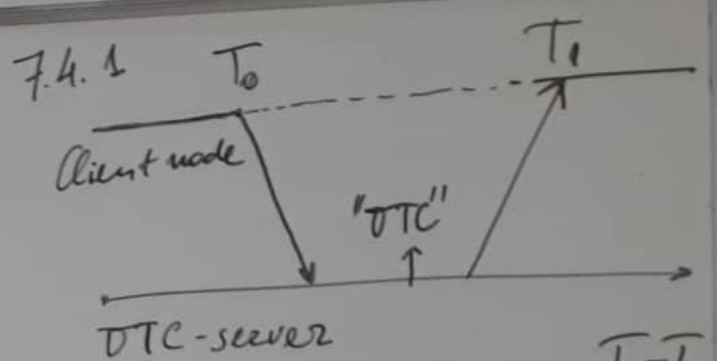 7.4.1 T₀ T₁
Client node
"UTC"
UTC-server